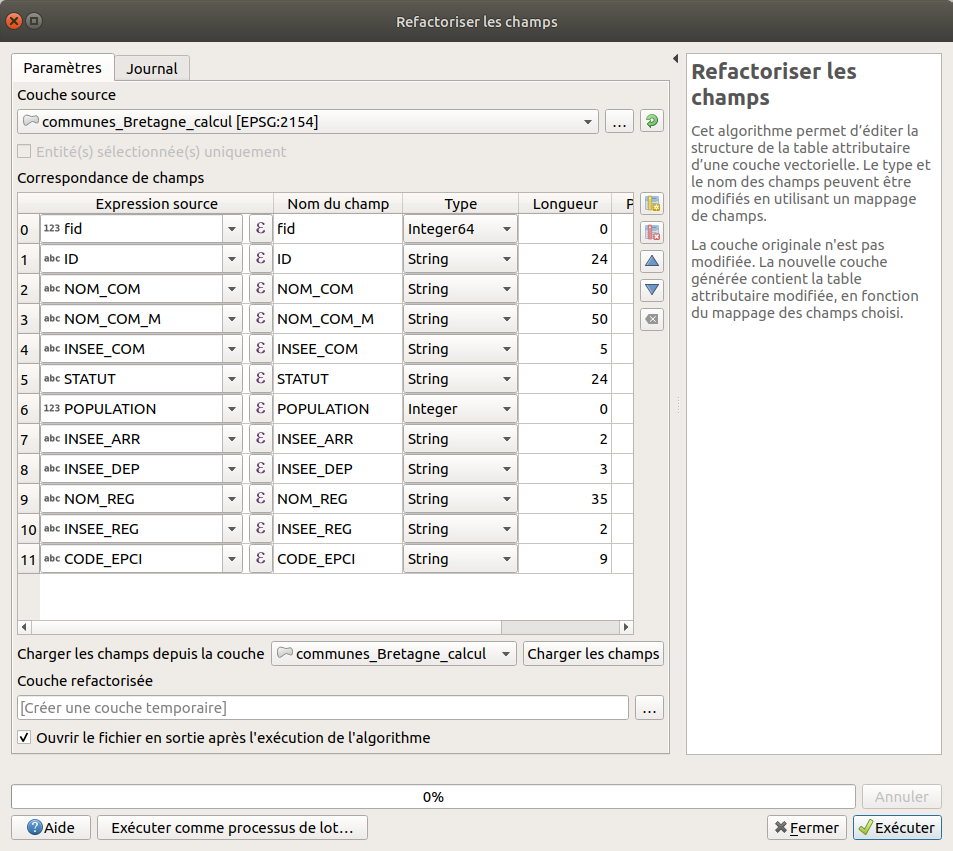 Refactoriser les champs
Paramètres Journal
Couche source
communes_Bretagne_calcul [EPSG:2154] ...
Entité(s) sélectionnée(s) uniquement
Correspondance de champs
Expression source Nom du champ Type Longueur P
0 123 fid ε fid Integer64 0
1 abc ID ε ID String 24
2 abc NOM_COM ε NOM_COM String 50
3 abc NOM_COM_M ε NOM_COM_M String 50
4 abc INSEE_COM ε INSEE_COM String 5
5 abc STATUT ε STATUT String 24
6 123 POPULATION ε POPULATION Integer 0
7 abc INSEE_ARR ε INSEE_ARR String 2
8 abc INSEE_DEP ε INSEE_DEP String 3
9 abc NOM_REG ε NOM_REG String 35
10 abc INSEE_REG ε INSEE_REG String 2
11 abc CODE_EPCI ε CODE_EPCI String 9
Charger les champs depuis la couche communes_Bretagne_calcul Charger les champs
Couche refactorisée
[Créer une couche temporaire] ...
Ouvrir le fichier en sortie après l'exécution de l'algorithme
Refactoriser les
champs
Cet algorithme permet d’éditer la
structure de la table attributaire
d’une couche vectorielle. Le type et
le nom des champs peuvent être
modifiés en utilisant un mappage
de champs.
La couche originale n'est pas
modifiée. La nouvelle couche
générée contient la table
attributaire modifiée, en fonction
du mappage des champs choisi.
0% Annuler
Aide Exécuter comme processus de lot... Fermer Exécuter